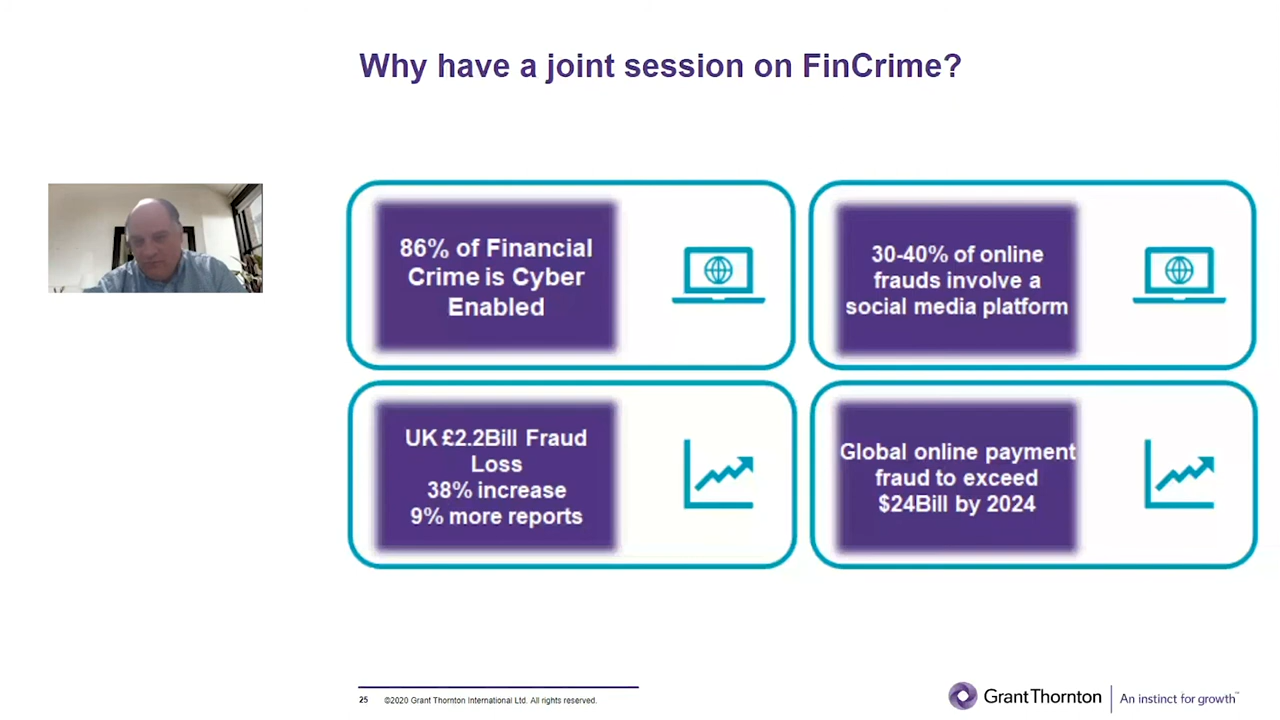 Why have a joint session on FinCrime?
86% of Financial
Crime is Cyber
Enabled
30-40% of online
frauds involve a
social media platform
UK £2.2Bill Fraud
Loss
38% increase
9% more reports
Global online payment
fraud to exceed
$24Bill by 2024
25 ©2020 Grant Thornton International Ltd. All rights reserved.
Grant Thornton An instinct for growth™